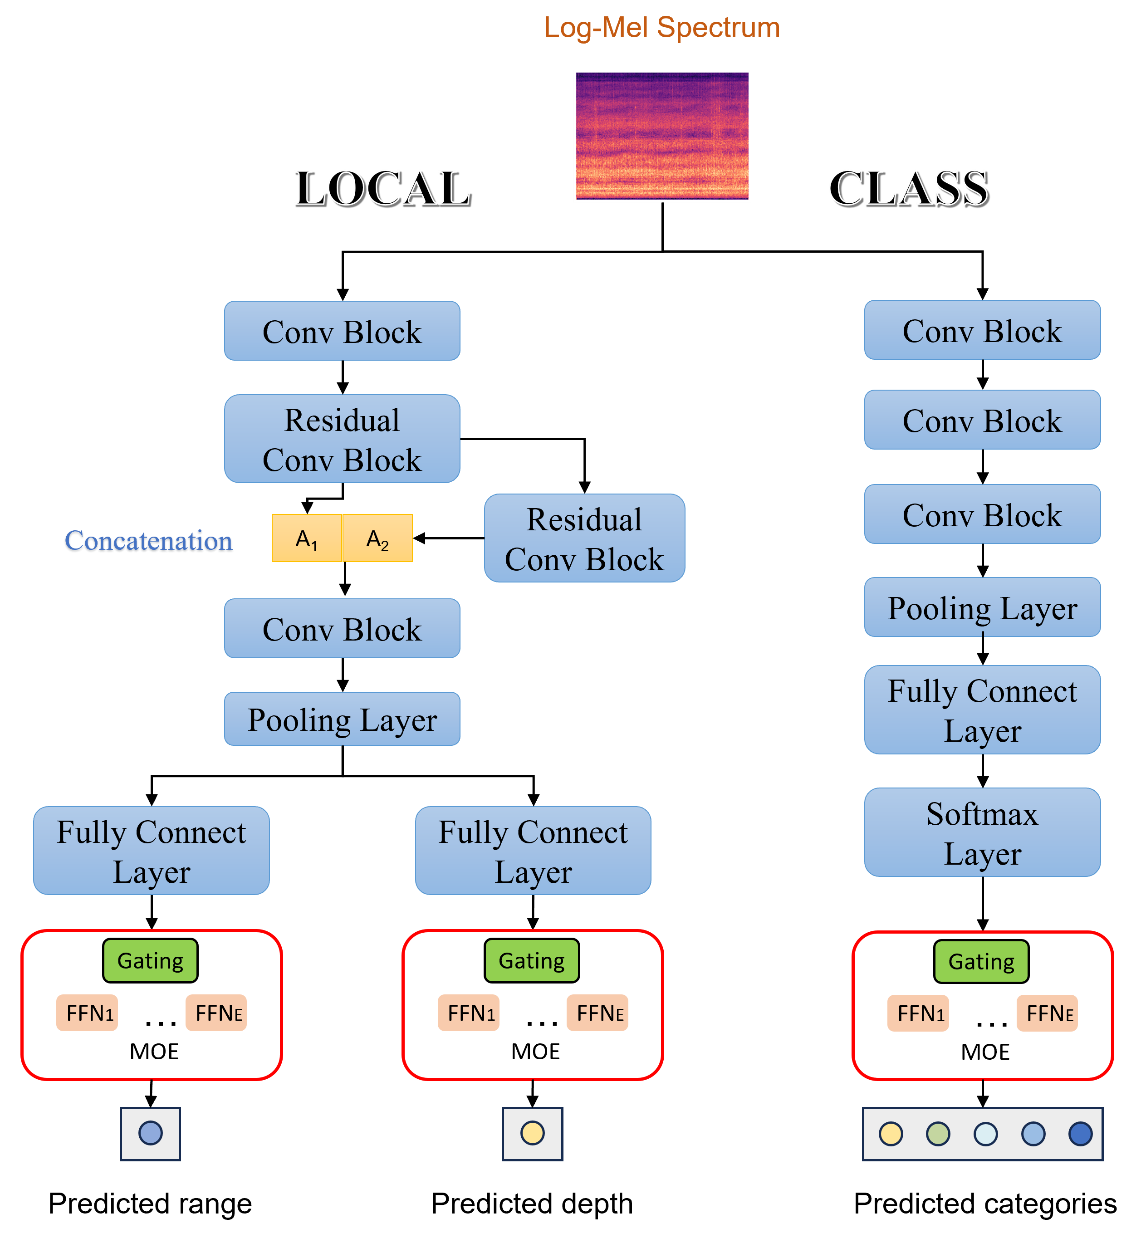 Log-Mel Spectrum
LOCAL
CLASS
Conv Block
Residual
Conv Block
Residual
Conv Block
Concatenation
A1
A2
Conv Block
Pooling Layer
Fully Connect
Layer
Fully Connect
Layer
Gating
FFN1
...
FFNE
MOE
Gating
FFN1
...
FFNE
MOE
Predicted range
Predicted depth
Conv Block
Conv Block
Conv Block
Pooling Layer
Fully Connect
Layer
Softmax
Layer
Gating
FFN1
...
FFNE
MOE
Predicted categories